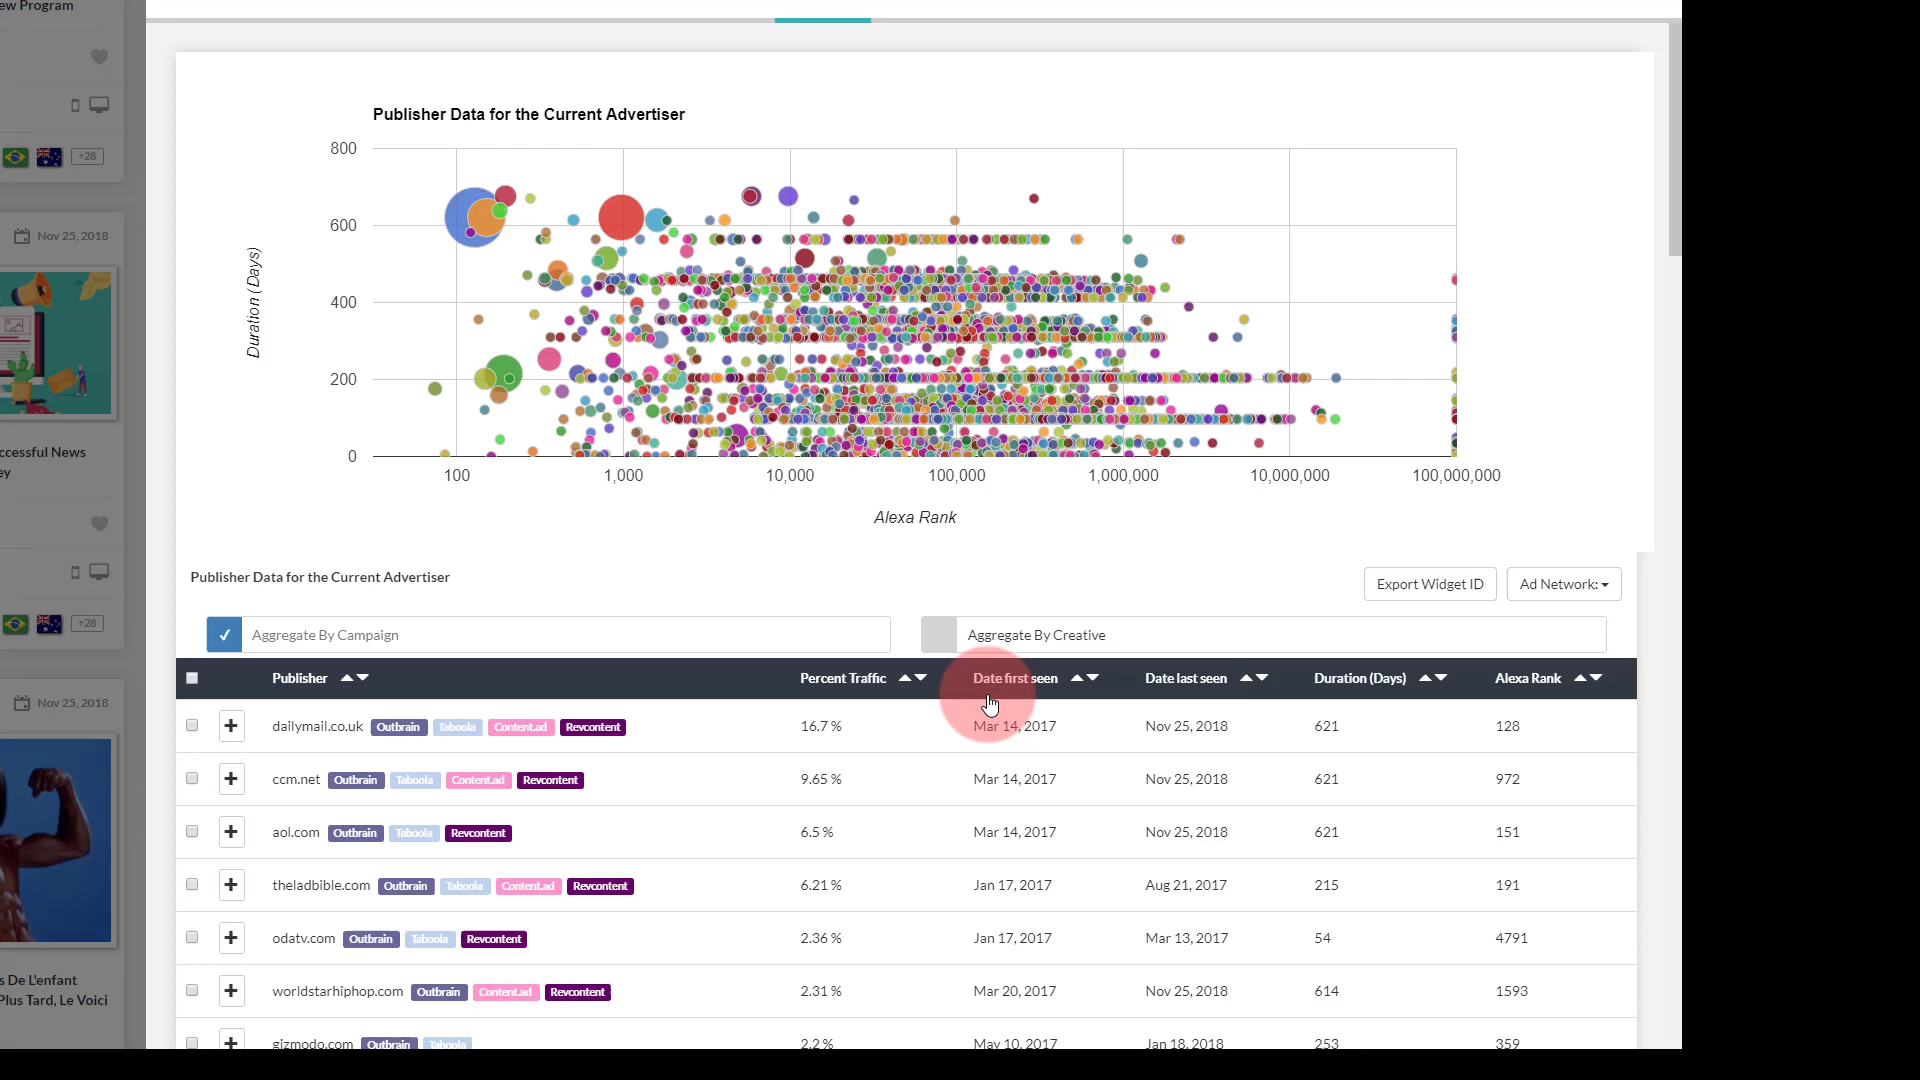 ew Program
+28
Nov 25, 2018
ccessful News
ey
+28
Nov 25, 2018
s De L'enfant
Plus Tard, Le Voici
Publisher Data for the Current Advertiser
800
600
400
200
0
Duration (Days)
100 1,000 10,000 100,000 1,000,000 10,000,000 100,000,000
Alexa Rank
Publisher Data for the Current Advertiser
Export Widget ID Ad Network:
Aggregate By Campaign Aggregate By Creative
Publisher Percent Traffic Date first seen Date last seen Duration (Days) Alexa Rank
dailymail.co.uk Outbrain Taboola Content.ad Revcontent 16.7 % Mar 14, 2017 Nov 25, 2018 621 128
ccm.net Outbrain Taboola Content.ad Revcontent 9.65 % Mar 14, 2017 Nov 25, 2018 621 972
aol.com Outbrain Taboola Revcontent 6.5 % Mar 14, 2017 Nov 25, 2018 621 151
theladbible.com Outbrain Taboola Content.ad Revcontent 6.21 % Jan 17, 2017 Aug 21, 2017 215 191
odatv.com Outbrain Taboola Revcontent 2.36 % Jan 17, 2017 Mar 13, 2017 54 4791
worldstarhiphop.com Outbrain Content.ad Revcontent 2.31 % Mar 20, 2017 Nov 25, 2018 614 1593
gizmodo.com Outbrain Taboola 2.2 % May 10, 2017 Jan 18, 2018 253 359